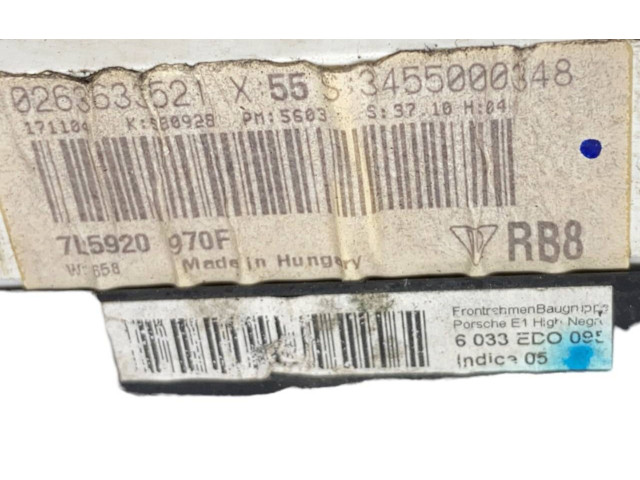 0263633521 X:55 S:3455000348
171104 K:580928 PM:5603 S:37.10 H:04
7L5920 970F
RB8
W:658 Made in Hungary
FrontrahmenBaugruppe
Porsche E1 High Negr
6 033 ECO 095
Indice 05